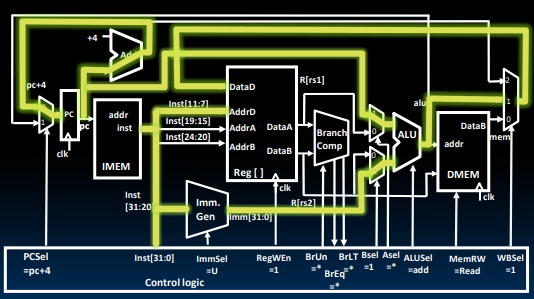 +4
Add
pc+4
1
PC
clk
pc
addr
inst
IMEM
Inst
[31:20]
Inst[11:7]
Inst[19:15]
Inst[24:20]
DataD
AddrD
AddrA
AddrB
DataA
DataB
Reg [ ]
clk
R[rs1]
R[rs2]
Imm.
Gen
Imm[31:0]
Branch
Comp
0
0
1
ALU
alu
addr
DataB
DMEM
clk
mem
2
1
0
PCSel
=pc+4
Inst[31:0]
Control logic
ImmSel
=U
RegWEn
=1
BrUn
=*
BrEq
=*
BrLT
=*
Bsel
=1
Asel
=*
ALUSel
=add
MemRW
=Read
WBSel
=1